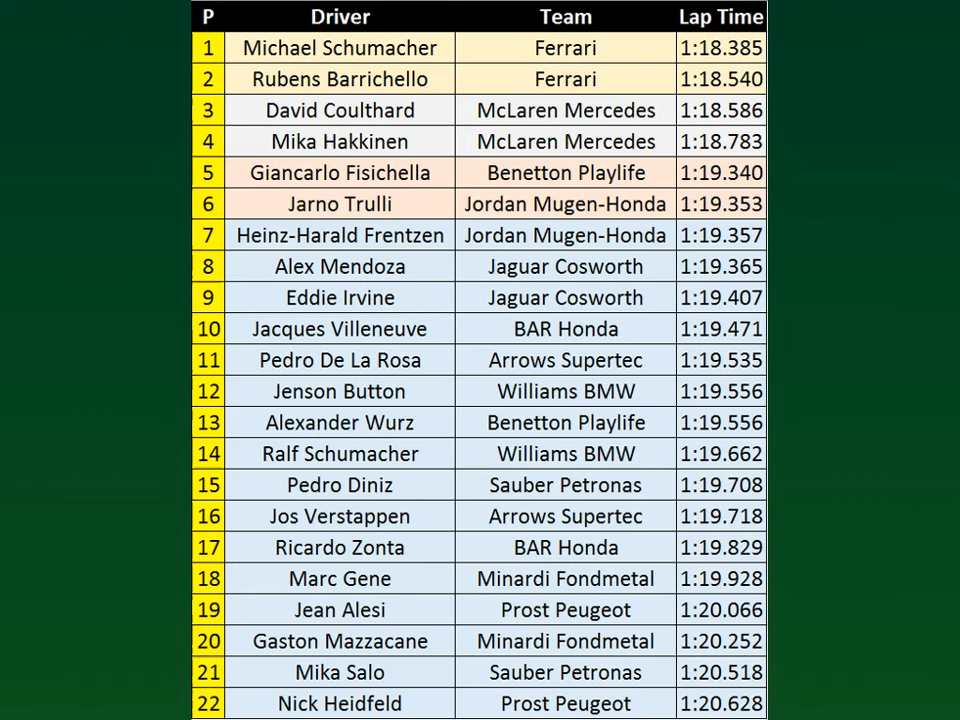 P Driver Team Lap Time
1 Michael Schumacher Ferrari 1:18.385
2 Rubens Barrichello Ferrari 1:18.540
3 David Coulthard McLaren Mercedes 1:18.586
4 Mika Hakkinen McLaren Mercedes 1:18.783
5 Giancarlo Fisichella Benetton Playlife 1:19.340
6 Jarno Trulli Jordan Mugen-Honda 1:19.353
7 Heinz-Harald Frentzen Jordan Mugen-Honda 1:19.357
8 Alex Mendoza Jaguar Cosworth 1:19.365
9 Eddie Irvine Jaguar Cosworth 1:19.407
10 Jacques Villeneuve BAR Honda 1:19.471
11 Pedro De La Rosa Arrows Supertec 1:19.535
12 Jenson Button Williams BMW 1:19.556
13 Alexander Wurz Benetton Playlife 1:19.556
14 Ralf Schumacher Williams BMW 1:19.662
15 Pedro Diniz Sauber Petronas 1:19.708
16 Jos Verstappen Arrows Supertec 1:19.718
17 Ricardo Zonta BAR Honda 1:19.829
18 Marc Gene Minardi Fondmetal 1:19.928
19 Jean Alesi Prost Peugeot 1:20.066
20 Gaston Mazzacane Minardi Fondmetal 1:20.252
21 Mika Salo Sauber Petronas 1:20.518
22 Nick Heidfeld Prost Peugeot 1:20.628